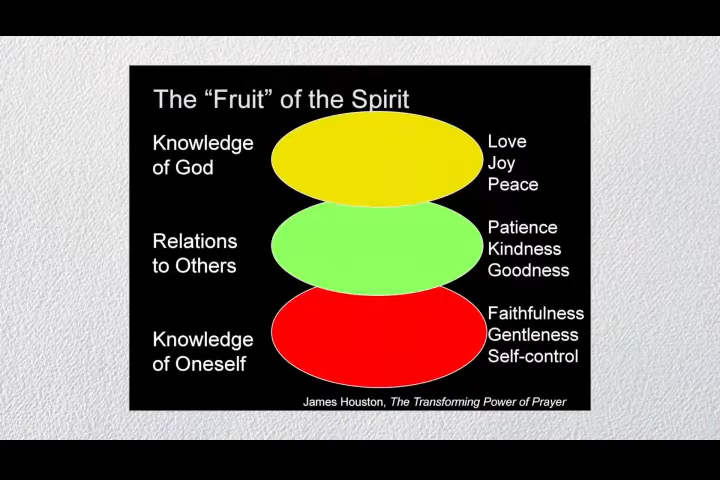 The “Fruit” of the Spirit
Knowledge
of God
Love
Joy
Peace
Relations
to Others
Patience
Kindness
Goodness
Knowledge
of Oneself
Faithfulness
Gentleness
Self-control
James Houston, The Transforming Power of Prayer